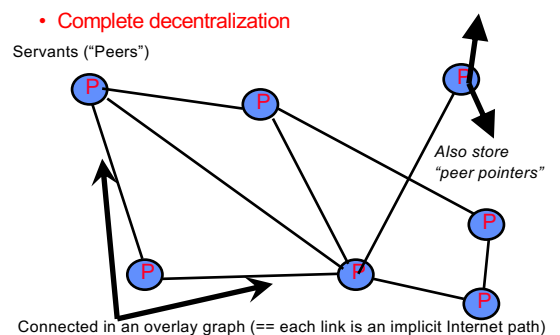 • Complete decentralization
Servants (“Peers”)
P
P
P
Also store
“peer pointers”
P
P
P
P
Connected in an overlay graph (== each link is an implicit Internet path)